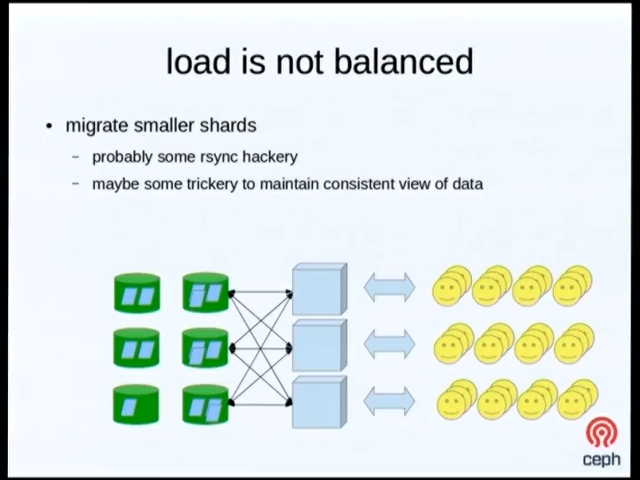 load is not balanced
• migrate smaller shards
– probably some rsync hackery
– maybe some trickery to maintain consistent view of data
ceph